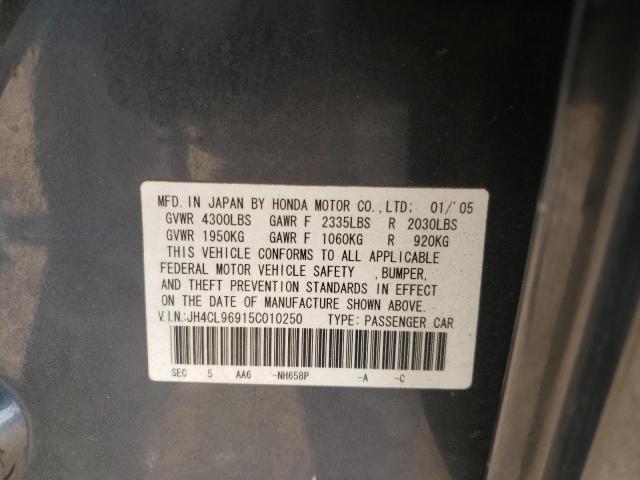 MFD. IN JAPAN BY HONDA MOTOR CO.,LTD; 01/'05
GVWR 4300LBS GAWR F 2335LBS R 2030LBS
GVWR 1950KG GAWR F 1060KG R 920KG
THIS VEHICLE CONFORMS TO ALL APPLICABLE
FEDERAL MOTOR VEHICLE SAFETY ,BUMPER,
AND THEFT PREVENTION STANDARDS IN EFFECT
ON THE DATE OF MANUFACTURE SHOWN ABOVE.
V.I.N.:JH4CL96915C010250 TYPE: PASSENGER CAR
SEC 5 AA6 -NH658P -A -C